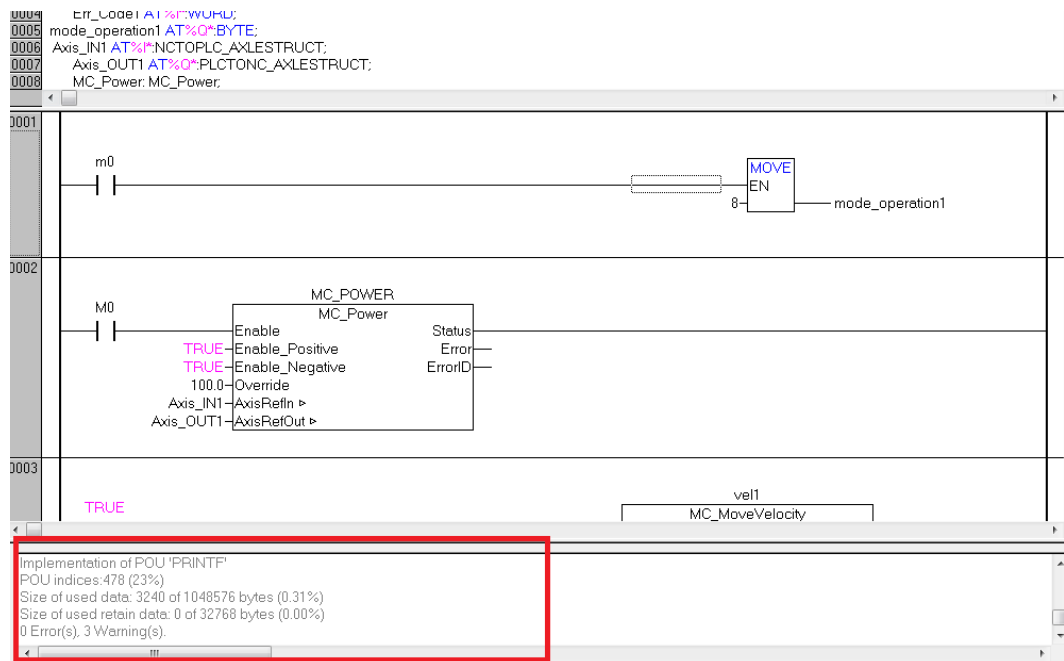 0004 Err_Code1 AT%I*:WORD;
0005 mode_operation1 AT%Q*:BYTE;
0006 Axis_IN1 AT%I*:NCTOPLC_AXLESTRUCT;
0007 Axis_OUT1 AT%Q*:PLCTONC_AXLESTRUCT;
0008 MC_Power: MC_Power;
0001
m0
MOVE
EN
8
mode_operation1
0002
MC_POWER
M0
MC_Power
Enable Status
TRUE Enable_Positive Error
TRUE Enable_Negative ErrorID
100.0 Override
Axis_IN1 AxisRefIn
Axis_OUT1 AxisRefOut
0003
vel1
TRUE
MC_MoveVelocity
Implementation of POU 'PRINTF'
POU indices:478 (23%)
Size of used data: 3240 of 1048576 bytes (0.31%)
Size of used retain data: 0 of 32768 bytes (0.00%)
0 Error(s), 3 Warning(s).